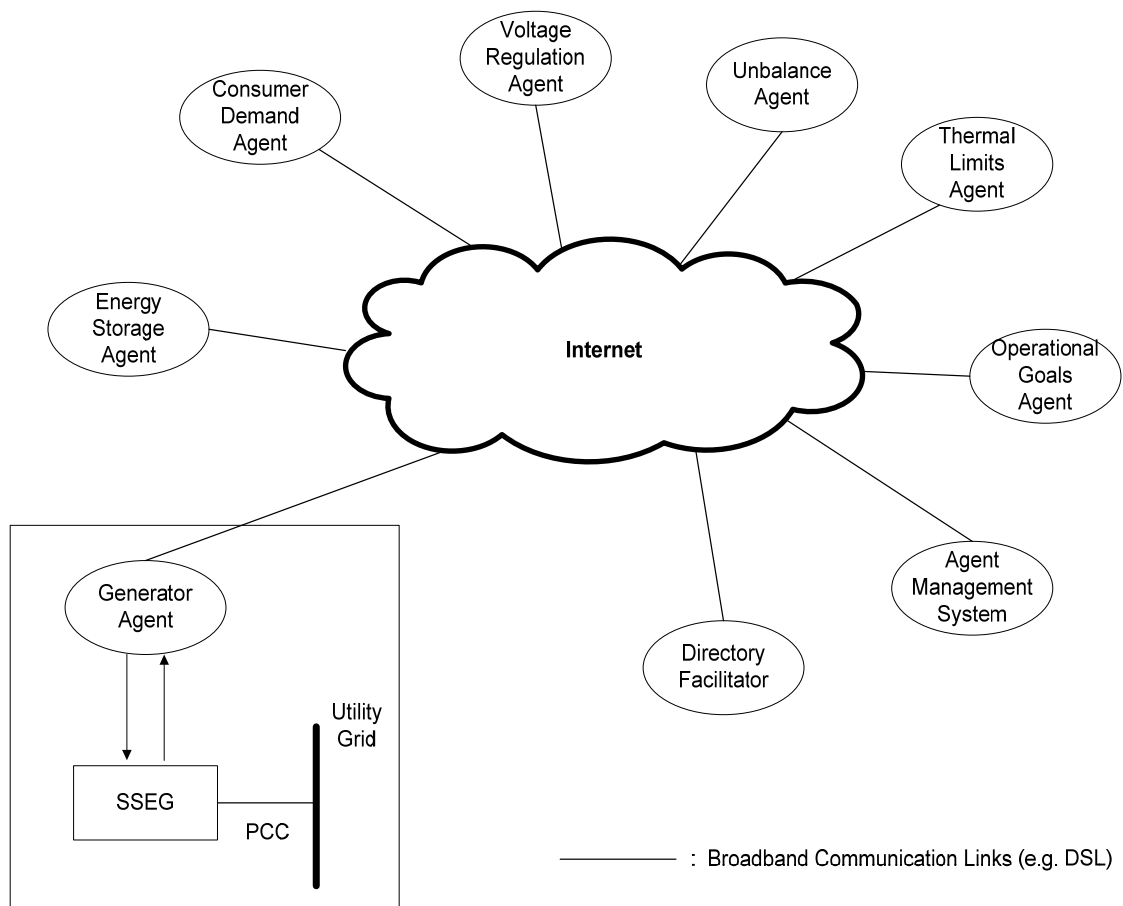 Voltage
Regulation
Agent
Unbalance
Agent
Consumer
Demand
Agent
Thermal
Limits
Agent
Energy
Storage
Agent
Internet
Operational
Goals
Agent
Generator
Agent
Agent
Management
System
Directory
Facilitator
Utility
Grid
SSEG
PCC
: Broadband Communication Links (e.g. DSL)